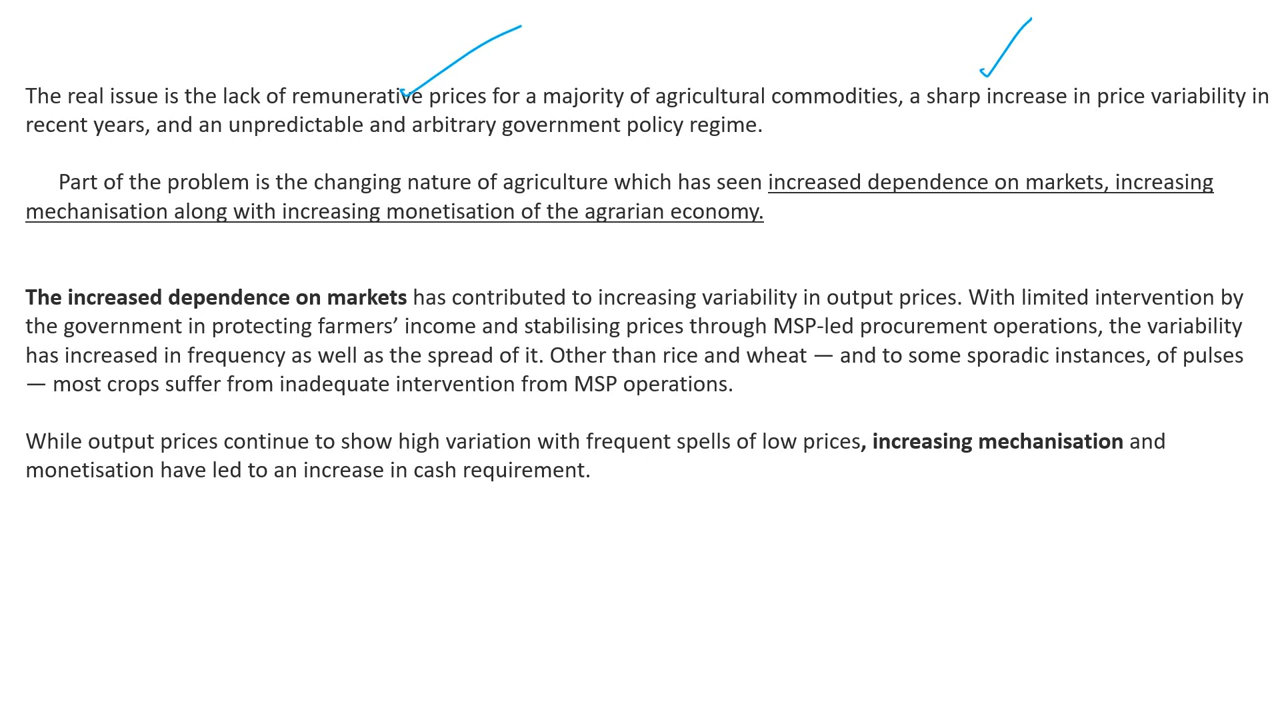 The real issue is the lack of remunerative prices for a majority of agricultural commodities, a sharp increase in price variability in
recent years, and an unpredictable and arbitrary government policy regime.
Part of the problem is the changing nature of agriculture which has seen increased dependence on markets, increasing
mechanisation along with increasing monetisation of the agrarian economy.
The increased dependence on markets has contributed to increasing variability in output prices. With limited intervention by
the government in protecting farmers’ income and stabilising prices through MSP-led procurement operations, the variability
has increased in frequency as well as the spread of it. Other than rice and wheat — and to some sporadic instances, of pulses
— most crops suffer from inadequate intervention from MSP operations.
While output prices continue to show high variation with frequent spells of low prices, increasing mechanisation and
monetisation have led to an increase in cash requirement.